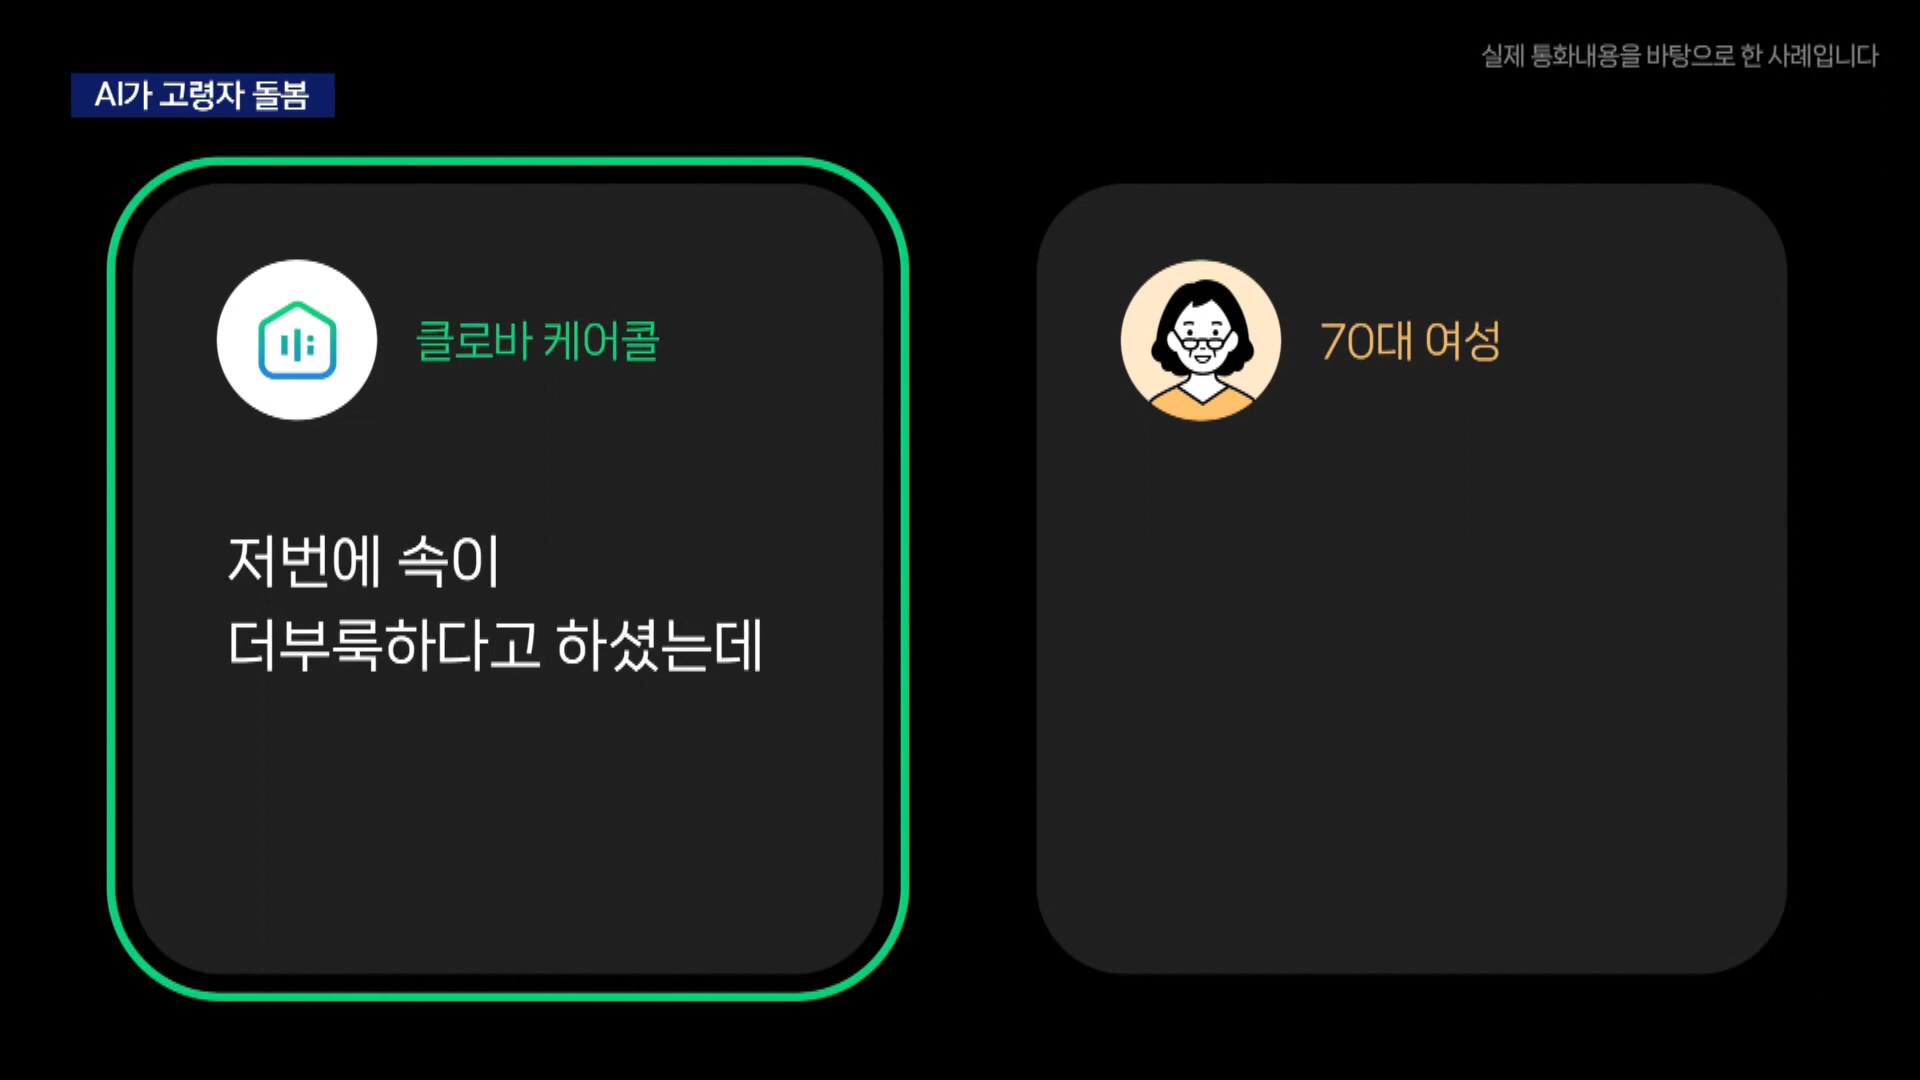 실제 통화내용을 바탕으로 한 사례입니다
AI가 고령자 돌봄
클로바 케어콜
저번에 속이
더부룩하다고 하셨는데
70대 여성